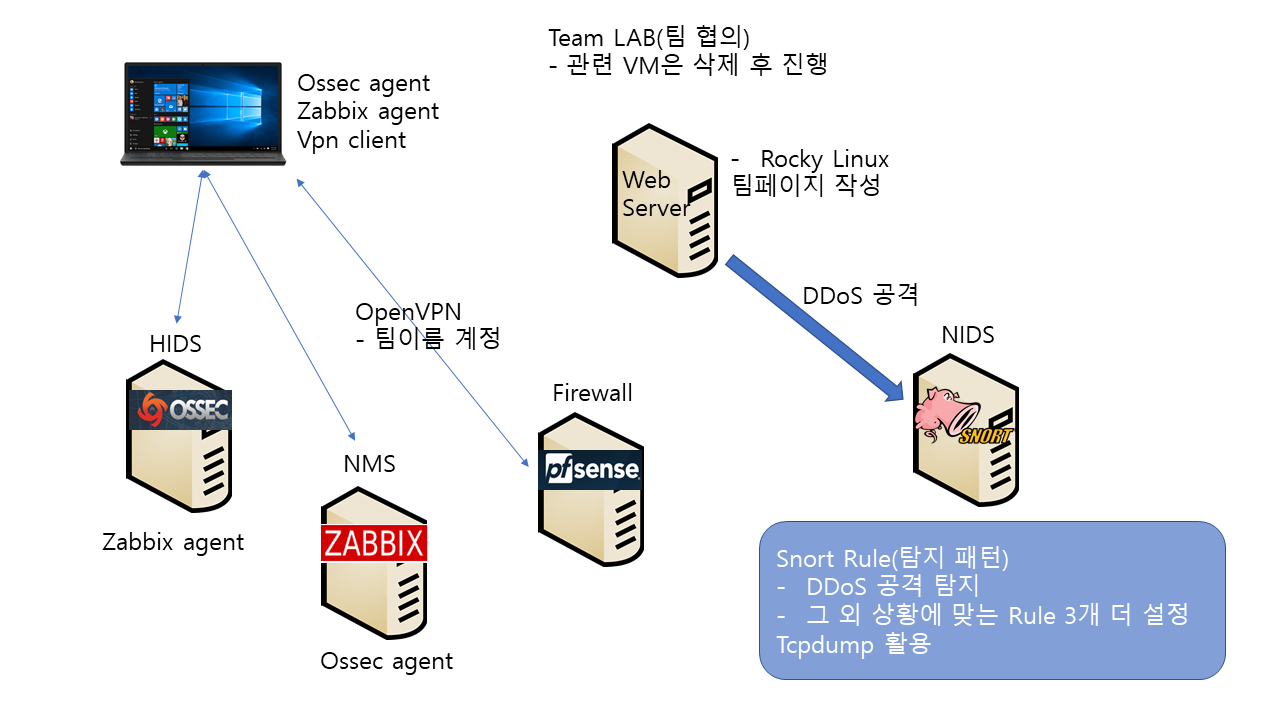 Team LAB(팀 협의)
- 관련 VM은 삭제 후 진행
Ossec agent
Zabbix agent
Vpn client
Web
Server
- Rocky Linux
팀페이지 작성
DDoS 공격
OpenVPN
- 팀이름 계정
HIDS
OSSEC
Zabbix agent
NMS
ZABBIX
Ossec agent
Firewall
pfsense
NIDS
SNORT
Snort Rule(탐지 패턴)
- DDoS 공격 탐지
- 그 외 상황에 맞는 Rule 3개 더 설정
Tcpdump 활용